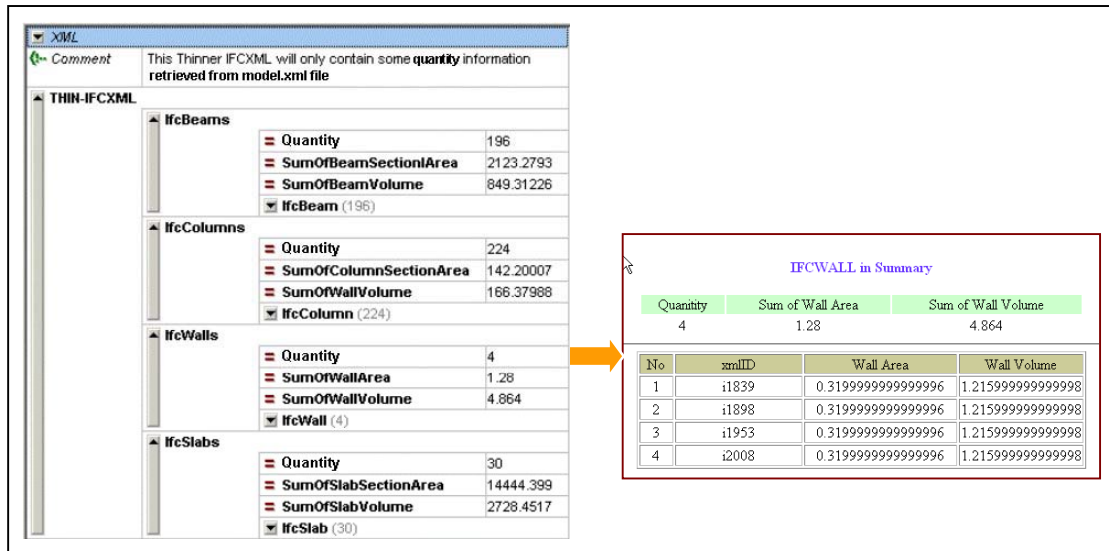 XML
Comment This Thinner IFCXML will only contain some quantity information
retrieved from model.xml file
THIN-IFCXML
IfcBeams
= Quantity 196
= SumOfBeamSectionlArea 2123.2793
= SumOfBeamVolume 849.31226
IfcBeam (196)
IfcColumns
= Quantity 224
= SumOfColumnSectionArea 142.20007
= SumOfWallVolume 166.37988
IfcColumn (224)
IfcWalls
= Quantity 4
= SumOfWallArea 1.28
= SumOfWallVolume 4.864
IfcWall (4)
IfcSlabs
= Quantity 30
= SumOfSlabSectionArea 14444.399
= SumOfSlabVolume 2728.4517
IfcSlab (30)
IFCWALL in Summary
Quanitity Sum of Wall Area Sum of Wall Volume
4 1.28 4.864
No xmlID Wall Area Wall Volume
1 i1839 0.3199999999999996 1.215999999999998
2 i1898 0.3199999999999996 1.215999999999998
3 i1953 0.3199999999999996 1.215999999999998
4 i2008 0.3199999999999996 1.215999999999998